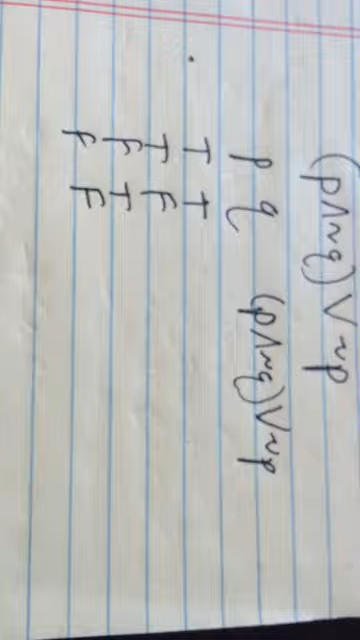 (p∧~q)∨~p
p q (p∧~q)∨~p
T T
T F
F T
F F